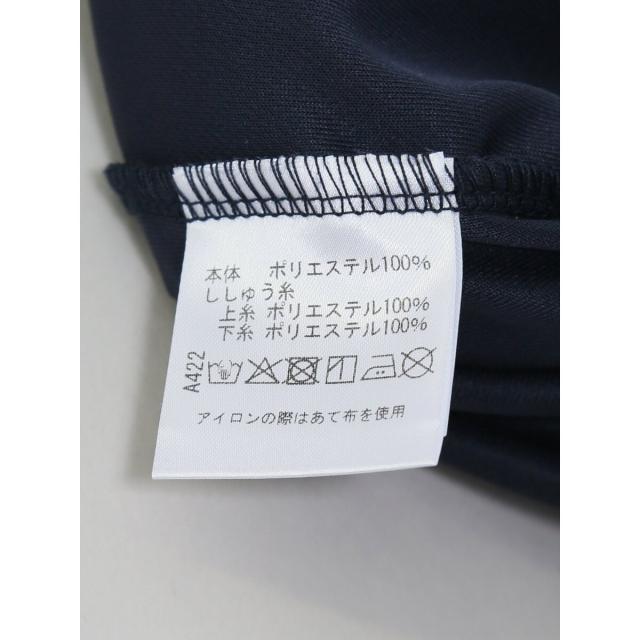 本体　ポリエステル100%
ししゅう糸
上糸 ポリエステル100%
下糸 ポリエステル100%
A422
アイロンの際はあて布を使用